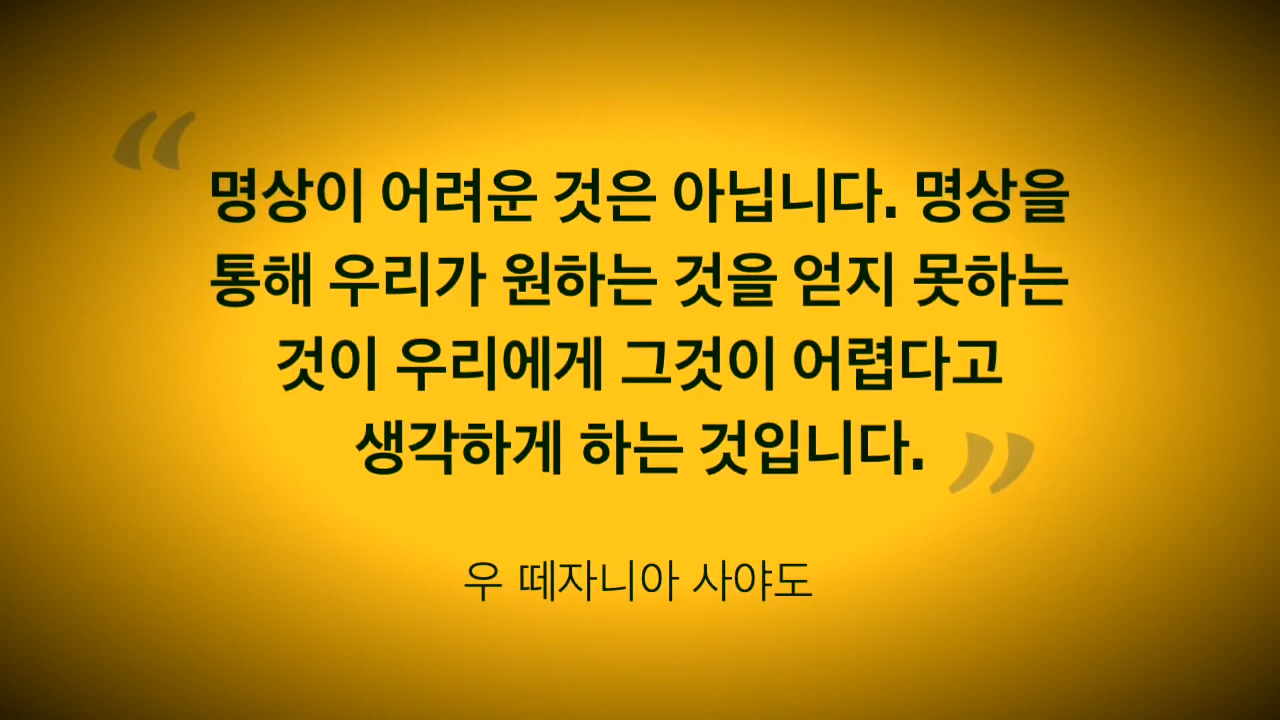 “
명상이 어려운 것은 아닙니다. 명상을
통해 우리가 원하는 것을 얻지 못하는
것이 우리에게 그것이 어렵다고
생각하게 하는 것입니다.
”
우 떼자니아 사야도